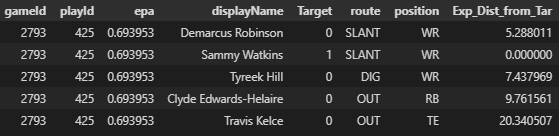 gameId playId epa displayName Target route position Exp_Dist_from_Tar
2793 425 0.693953 Demarcus Robinson 0 SLANT WR 5.288011
2793 425 0.693953 Sammy Watkins 1 SLANT WR 0.000000
2793 425 0.693953 Tyreek Hill 0 DIG WR 7.437969
2793 425 0.693953 Clyde Edwards-Helaire 0 OUT RB 9.761561
2793 425 0.693953 Travis Kelce 0 OUT TE 20.340507